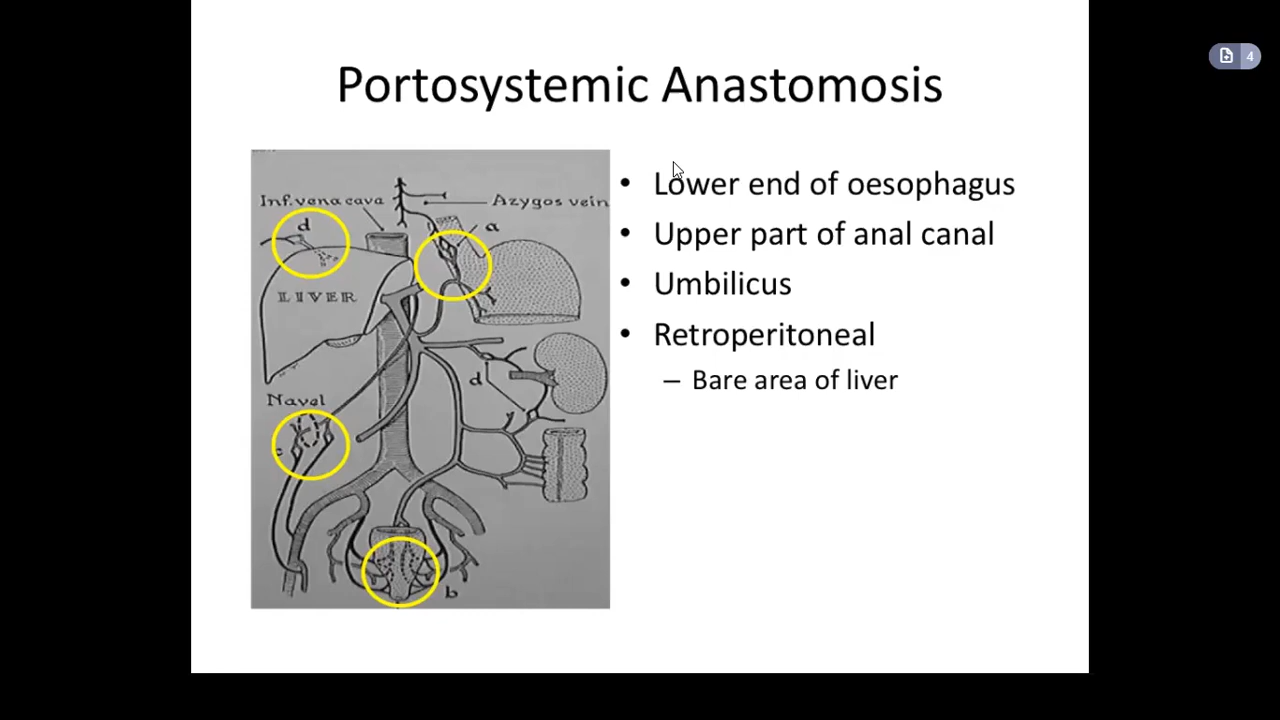 4
Portosystemic Anastomosis
Inf. vena cava
Azygos vein
d
a
LIVER
d
Navel
c
b
• Lower end of oesophagus
• Upper part of anal canal
• Umbilicus
• Retroperitoneal
– Bare area of liver